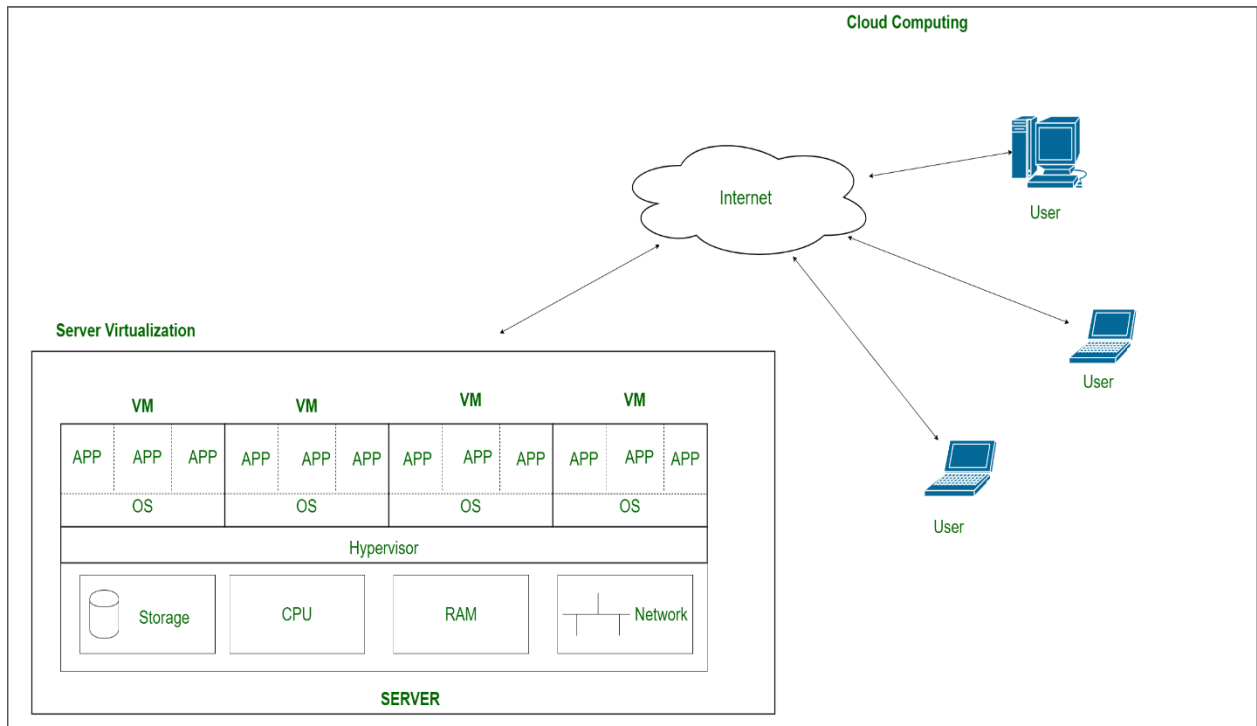 Cloud Computing
Internet
User
User
User
Server Virtualization
VM VM VM VM
APP APP APP APP APP APP APP APP APP APP APP APP
OS OS OS OS
Hypervisor
Storage CPU RAM Network
SERVER